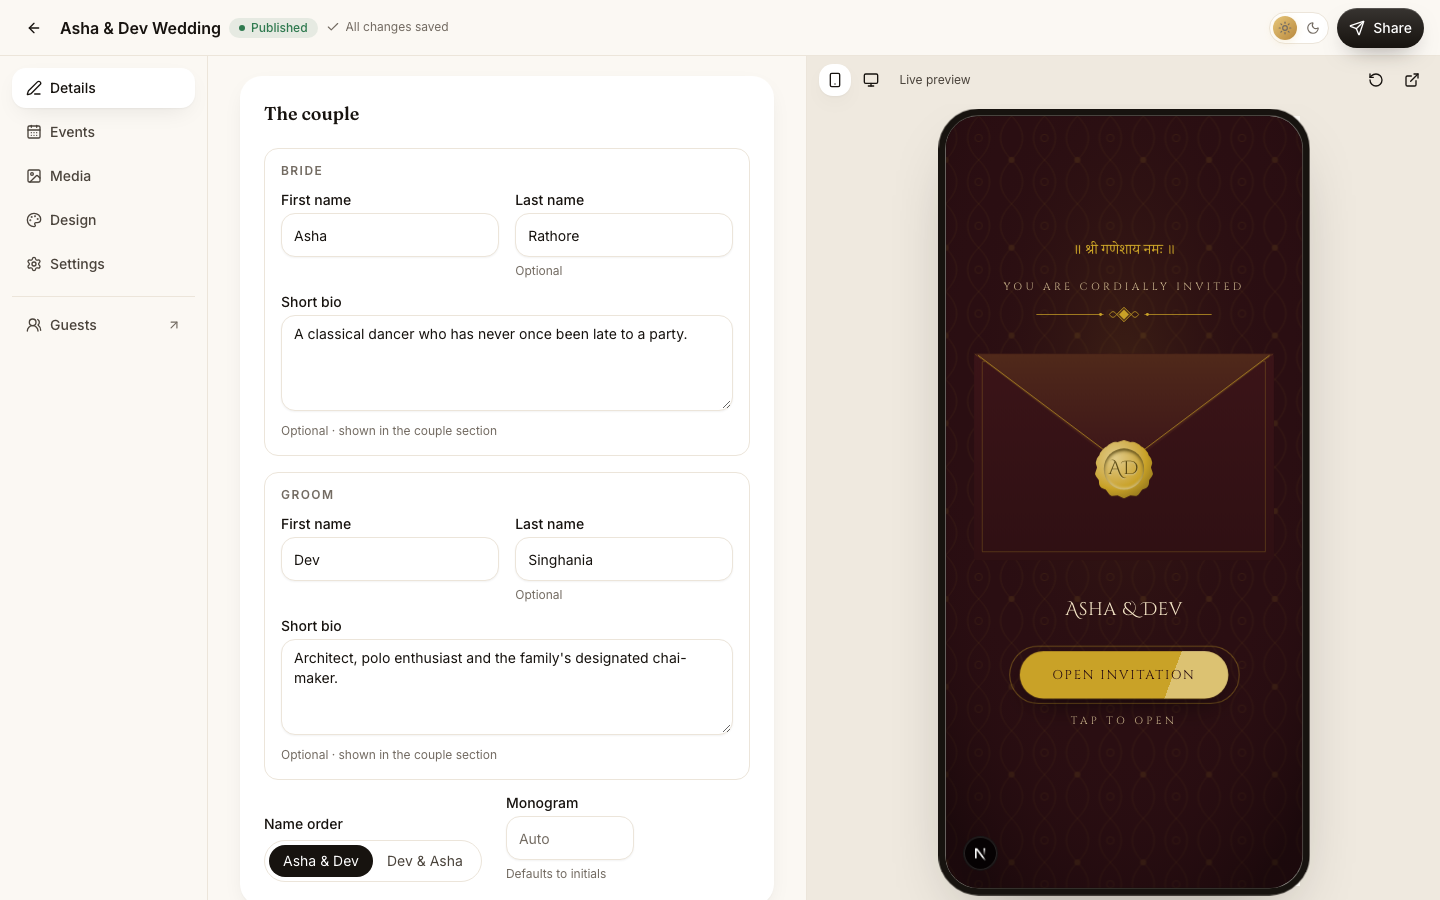 Asha & Dev Wedding
Published
All changes saved
Share
Details
Events
Media
Design
Settings
Guests
The couple
BRIDE
First name
Last name
Asha
Rathore
Optional
Short bio
A classical dancer who has never once been late to a party.
Optional · shown in the couple section
GROOM
First name
Last name
Dev
Singhania
Optional
Short bio
Architect, polo enthusiast and the family's designated chai-
maker.
Optional · shown in the couple section
Name order
Asha & Dev
Dev & Asha
Monogram
Auto
Defaults to initials
Live preview
॥ श्री गणेशाय नमः ॥
YOU ARE CORDIALLY INVITED
AD
ASHA & DEV
OPEN INVITATION
TAP TO OPEN
N